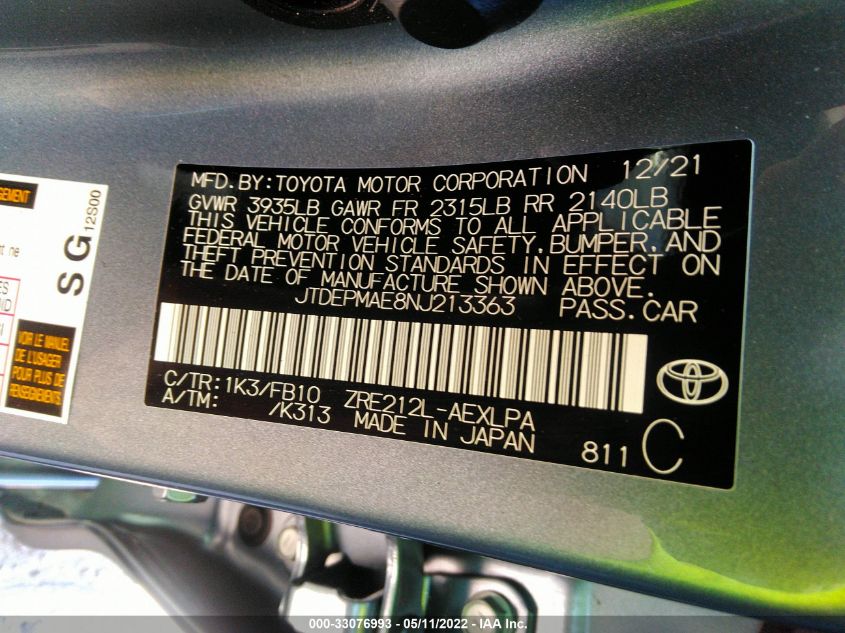 MFD.BY:TOYOTA MOTOR CORPORATION 12/21
GVWR 3935LB GAWR FR 2315LB RR 2140LB
THIS VEHICLE CONFORMS TO ALL APPLICABLE
FEDERAL MOTOR VEHICLE SAFETY,BUMPER,AND
THEFT PREVENTION STANDARDS IN EFFECT ON
THE DATE OF MANUFACTURE SHOWN ABOVE.
JTDEPMAE8NJ213363 PASS.CAR
C/TR:1K3/FB10 ZRE212L-AEXLPA
A/TM: /K313 MADE IN JAPAN
811 C
SG
12S00
VOIR LE MANUEL
DE L'USAGER
POUR PLUS DE
RENSEIGNEMENTS
000-33076993 - 05/11/2022 - IAA Inc.